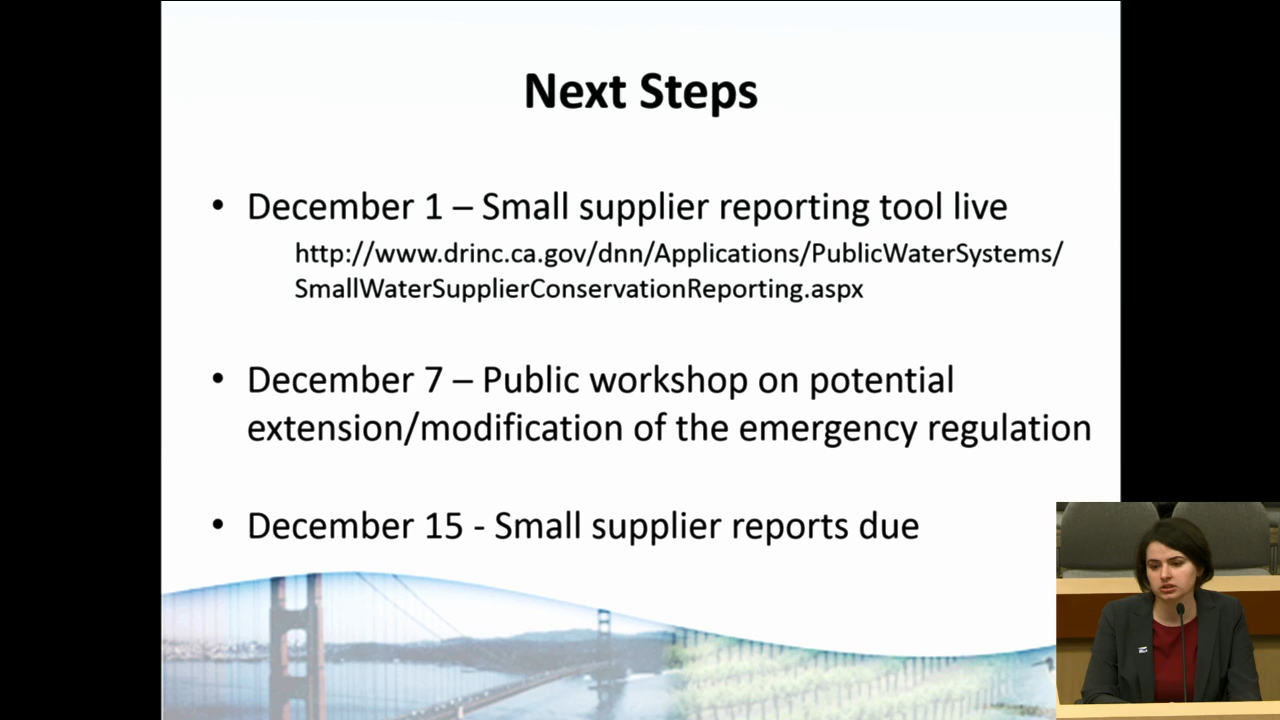 Next Steps
• December 1 – Small supplier reporting tool live
http://www.drinc.ca.gov/dnn/Applications/PublicWaterSystems/
SmallWaterSupplierConservationReporting.aspx
• December 7 – Public workshop on potential
extension/modification of the emergency regulation
• December 15 - Small supplier reports due